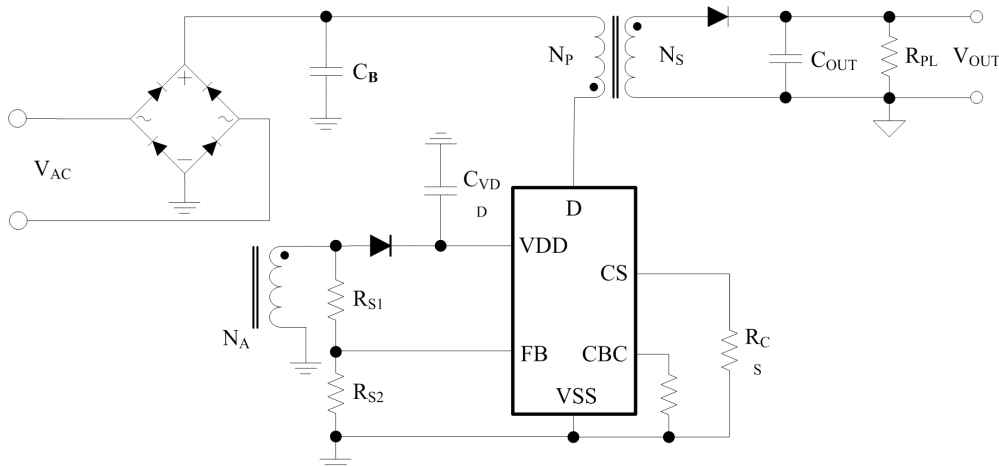 N_P
N_S
C_B
C_OUT
R_PL
V_OUT
+
~
~
−
V_AC
C_VD
D
D
VDD
CS
R_S1
N_A
R_C
S
FB
CBC
R_S2
VSS